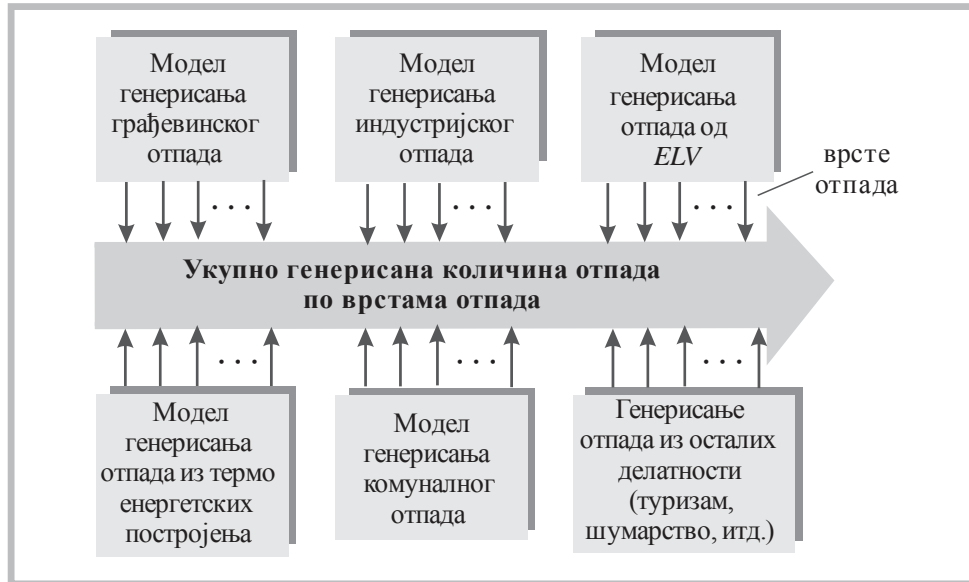 Модел
генерисања
грађевинског
отпада
Модел
генерисања
индустријског
отпада
Модел
генерисања
отпада од
ELV
врсте
отпада
. . .
. . .
. . .
Укупно генерисана количина отпада
по врстама отпада
. . .
. . .
. . .
Модел
генерисања
отпада из термо
енергетских
постројења
Модел
генерисања
комуналног
отпада
Генерисање
отпада из осталих
делатности
(туризам,
шумарство, итд.)